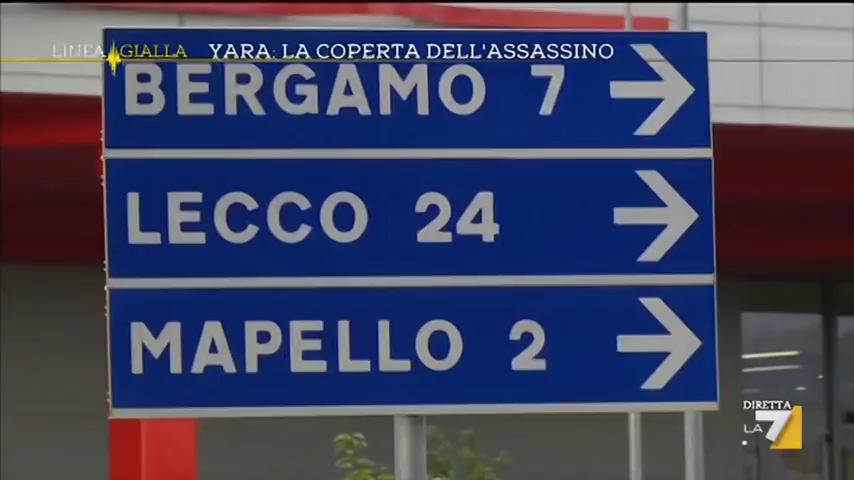 LINEA GIALLA YARA: LA COPERTA DELL'ASSASSINO
BERGAMO 7
LECCO 24
MAPELLO 2
DIRETTA
LA 7